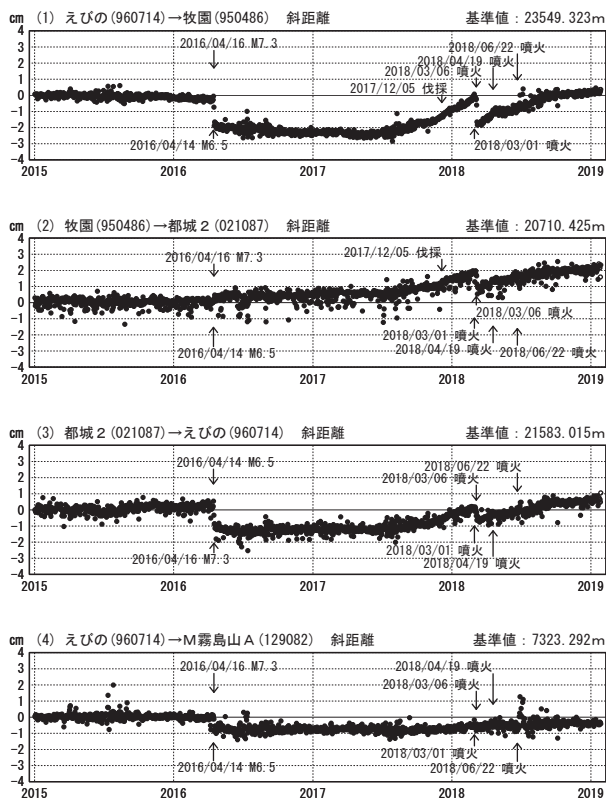 cm (1) えびの(960714)→牧園(950486) 斜距離 基準値：23549.323m
4
3
2
1
0
-1
-2
-3
-4
2016/04/16 M7.3
2018/06/22 噴火
2018/04/19 噴火
2018/03/06 噴火
2017/12/05 伐採
2016/04/14 M6.5
2018/03/01 噴火
2015 2016 2017 2018 2019
cm (2) 牧園(950486)→都城２(021087) 斜距離 基準値：20710.425m
4
3
2
1
0
-1
-2
-3
-4
2017/12/05 伐採
2016/04/16 M7.3
2018/03/06 噴火
2018/03/01 噴火
2016/04/14 M6.5
2018/04/19 噴火
2018/06/22 噴火
2015 2016 2017 2018 2019
cm (3) 都城２(021087)→えびの(960714) 斜距離 基準値：21583.015m
4
3
2
1
0
-1
-2
-3
-4
2016/04/14 M6.5
2018/06/22 噴火
2018/03/06 噴火
2018/03/01 噴火
2016/04/16 M7.3
2018/04/19 噴火
2015 2016 2017 2018 2019
cm (4) えびの(960714)→Ｍ霧島山Ａ(129082) 斜距離 基準値：7323.292m
4
3
2
1
0
-1
-2
-3
-4
2016/04/16 M7.3
2018/04/19 噴火
2018/03/06 噴火
2018/03/01 噴火
2016/04/14 M6.5
2018/06/22 噴火
2015 2016 2017 2018 2019